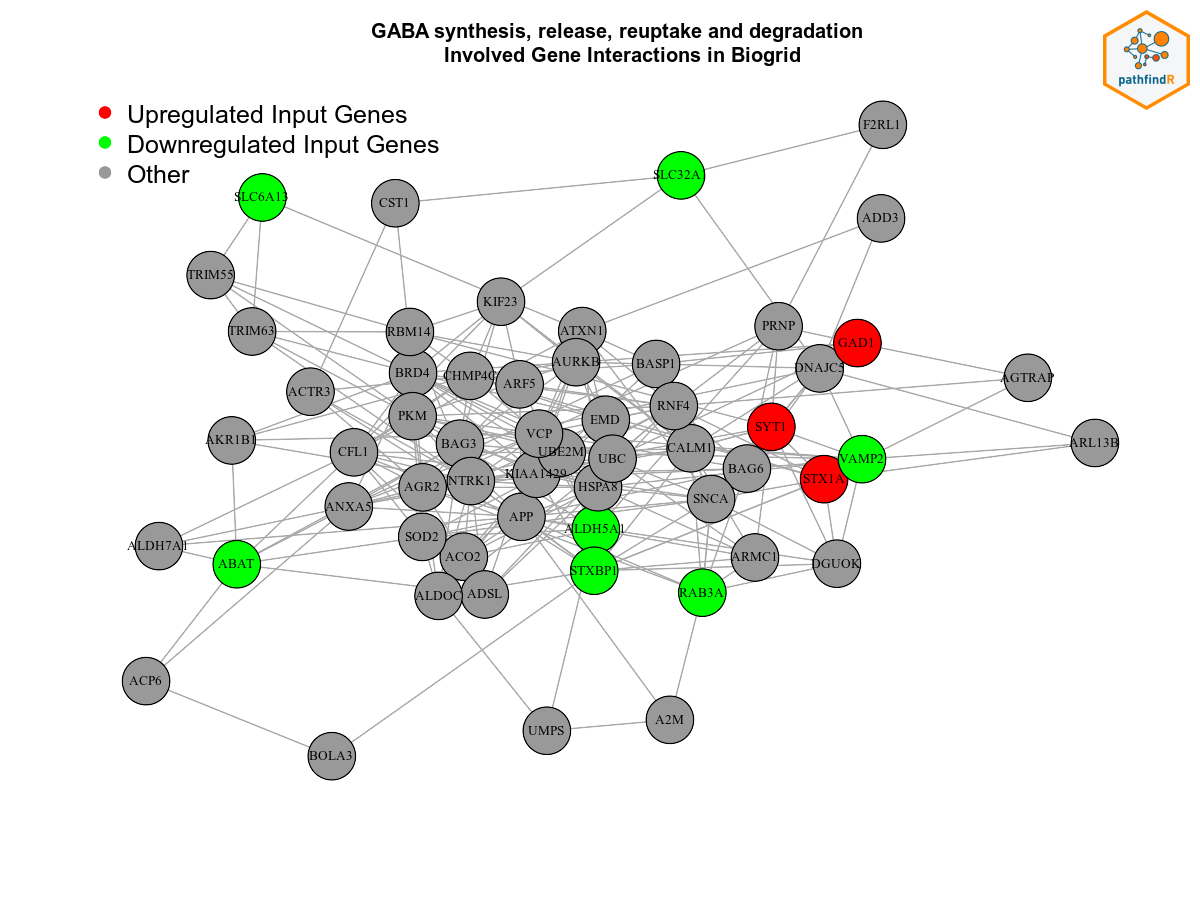 GABA synthesis, release, reuptake and degradation
Involved Gene Interactions in Biogrid
pathfindR
Upregulated Input Genes
Downregulated Input Genes
Other
F2RL1
SLC32A1
SLC6A13
CST1
ADD3
TRIM55
KIF23
PRNP
TRIM63
RBM14
ATXN1
GAD1
AURKB
BASP1
DNAJC5
BRD4
CHMP4C
ARF5
AGTRAP
ACTR3
RNF4
PKM
EMD
SYT1
VCP
AKR1B1
BAG3
ARL13B
CFL1
UBE2M
CALM1
UBC
VAMP2
BAG6
KIAA1429
STX1A
NTRK1
AGR2
HSPA8
SNCA
ANXA5
APP
ALDH5A1
SOD2
ALDH7A1
ACO2
ARMC1
ABAT
DGUOK
STXBP1
RAB3A
ALDOC
ADSL
ACP6
A2M
UMPS
BOLA3